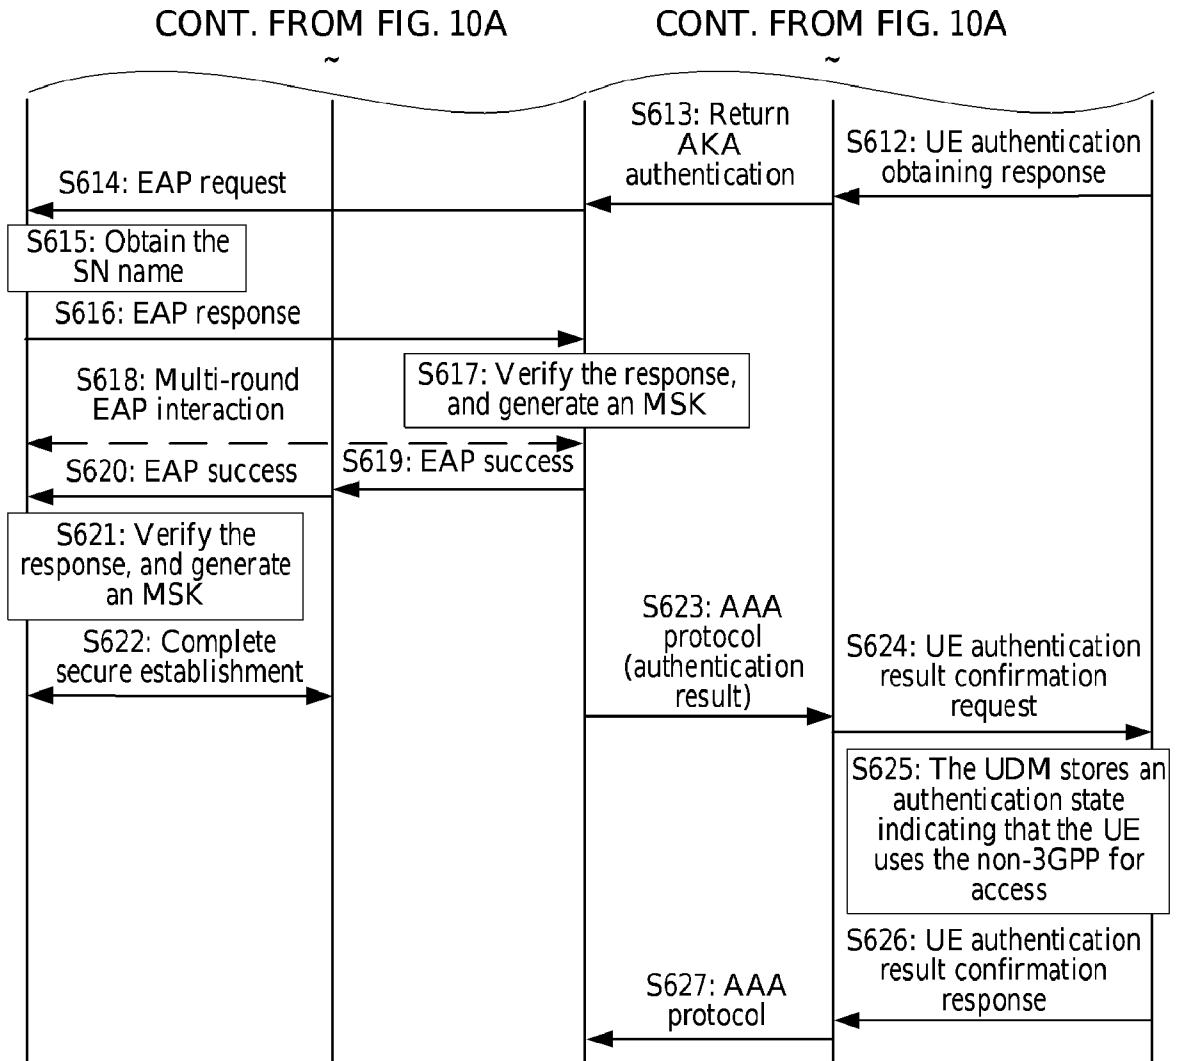 CONT. FROM FIG. 10A
CONT. FROM FIG. 10A
~
~
S613: Return
AKA
authentication
S612: UE authentication
obtaining response
S614: EAP request
S615: Obtain the
SN name
S616: EAP response
S617: Verify the response,
and generate an MSK
S618: Multi-round
EAP interaction
S619: EAP success
S620: EAP success
S621: Verify the
response, and generate
an MSK
S622: Complete
secure establishment
S623: AAA
protocol
(authentication
result)
S624: UE authentication
result confirmation
request
S625: The UDM stores an
authentication state
indicating that the UE
uses the non-3GPP for
access
S626: UE authentication
result confirmation
response
S627: AAA
protocol